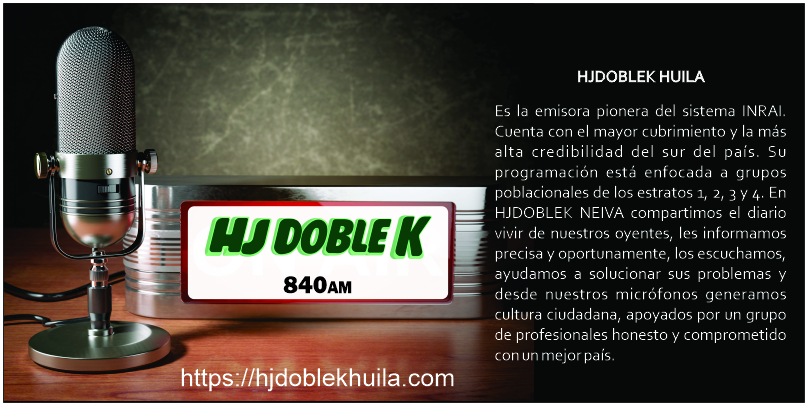 HJDOBLEK HUILA
Es la emisora pionera del sistema INRAI.
Cuenta con el mayor cubrimiento y la más
alta credibilidad del sur del país. Su
programación está enfocada a grupos
poblacionales de los estratos 1, 2, 3 y 4. En
HJDOBLEK NEIVA compartimos el diario
vivir de nuestros oyentes, les informamos
precisa y oportunamente, los escuchamos,
ayudamos a solucionar sus problemas y
desde nuestros micrófonos generamos
cultura ciudadana, apoyados por un grupo
de profesionales honesto y comprometido
con un mejor país.
HJ DOBLE K
840 AM
https://hjdoblekhuila.com